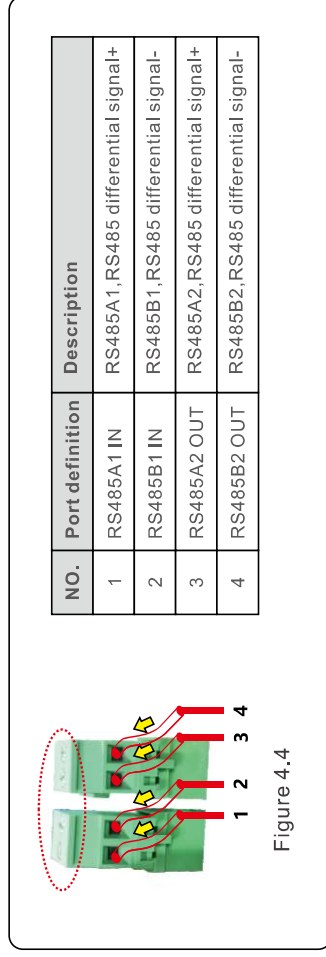 NO. Port definition Description
1 RS485A1 IN RS485A1,RS485 differential signal+
2 RS485B1 IN RS485B1,RS485 differential signal-
3 RS485A2 OUT RS485A2,RS485 differential signal+
4 RS485B2 OUT RS485B2,RS485 differential signal-
1 2 3 4
Figure 4.4